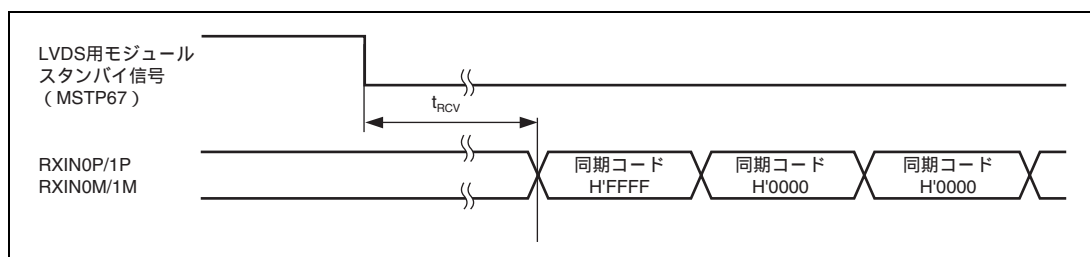 LVDS用モジュール
スタンバイ信号
（MSTP67）
tRCV
RXIN0P/1P
RXIN0M/1M
同期コード
H'FFFF
同期コード
H'0000
同期コード
H'0000